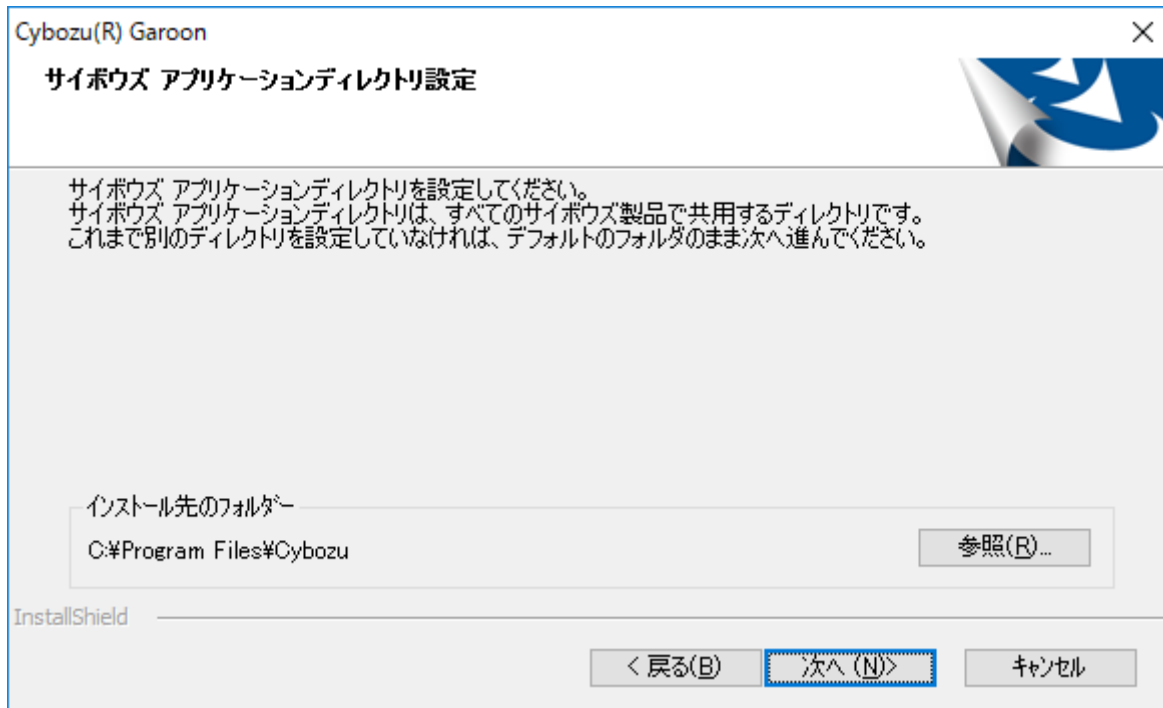 Cybozu(R) Garoon
サイボウズ アプリケーションディレクトリ設定
サイボウズ アプリケーションディレクトリを設定してください。
サイボウズ アプリケーションディレクトリは、すべてのサイボウズ製品で共用するディレクトリです。
これまで別のディレクトリを設定していなければ、デフォルトのフォルダのまま次へ進んでください。
インストール先のフォルダー
C:¥Program Files¥Cybozu
参照(R)...
InstallShield
< 戻る(B)
次へ (N)>
キャンセル